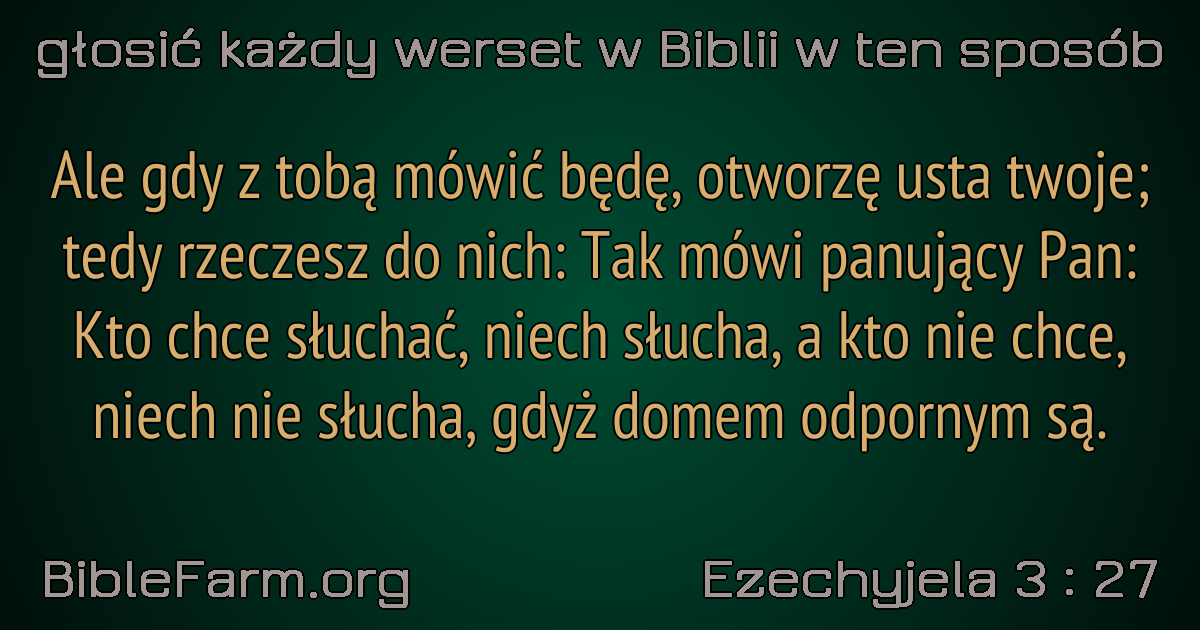 głosić każdy werset w Biblii w ten sposób
Ale gdy z tobą mówić będę, otworzę usta twoje;
tedy rzeczesz do nich: Tak mówi panujący Pan:
Kto chce słuchać, niech słucha, a kto nie chce,
niech nie słucha, gdyż domem odpornym są.
BibleFarm.org
Ezechyjela 3 : 27